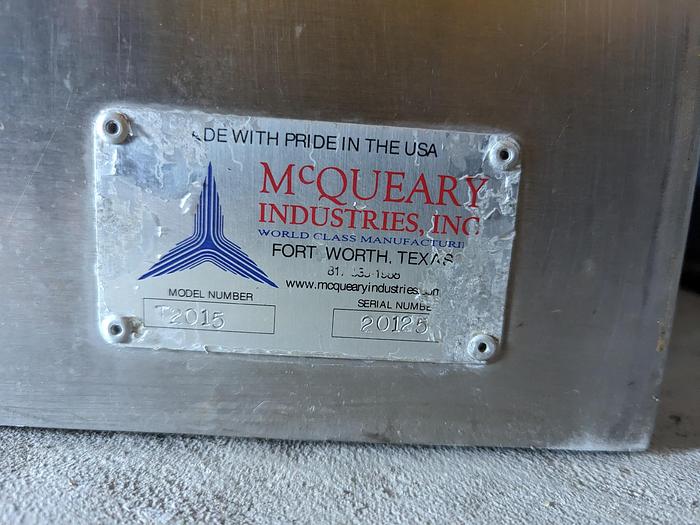 ADE WITH PRIDE IN THE USA
McQUEARY
INDUSTRIES, INC
WORLD CLASS MANUFACTURI
FORT WORTH, TEXAS
www.mcquearyindustries.com
MODEL NUMBER
SERIAL NUMBE
T2015
20125